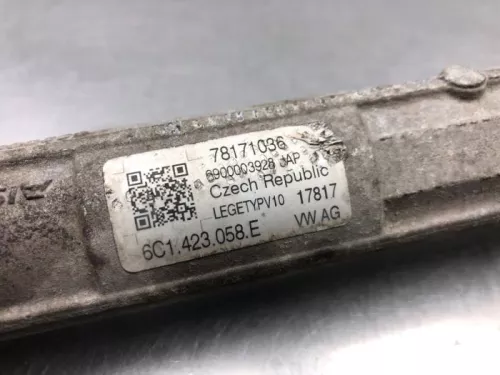 78171036
6900003928 JAP
Czech Republic
LEGETYPV10 17817
6C1.423.058.E VW AG